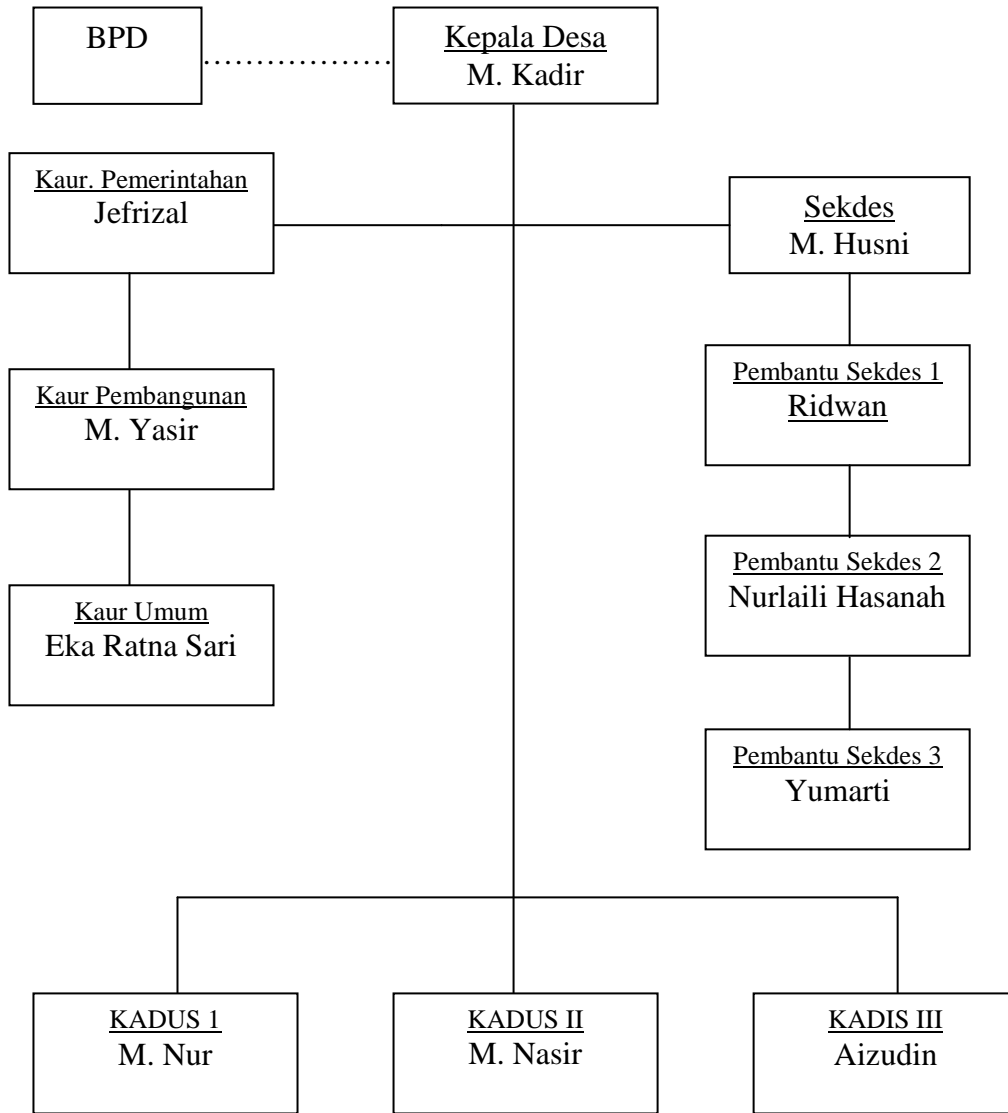 BPD
Kepala Desa
M. Kadir
Kaur. Pemerintahan
Jefrizal
Sekdes
M. Husni
Kaur Pembangunan
M. Yasir
Pembantu Sekdes 1
Ridwan
Pembantu Sekdes 2
Nurlaili Hasanah
Kaur Umum
Eka Ratna Sari
Pembantu Sekdes 3
Yumarti
KADUS 1
M. Nur
KADUS II
M. Nasir
KADIS III
Aizudin